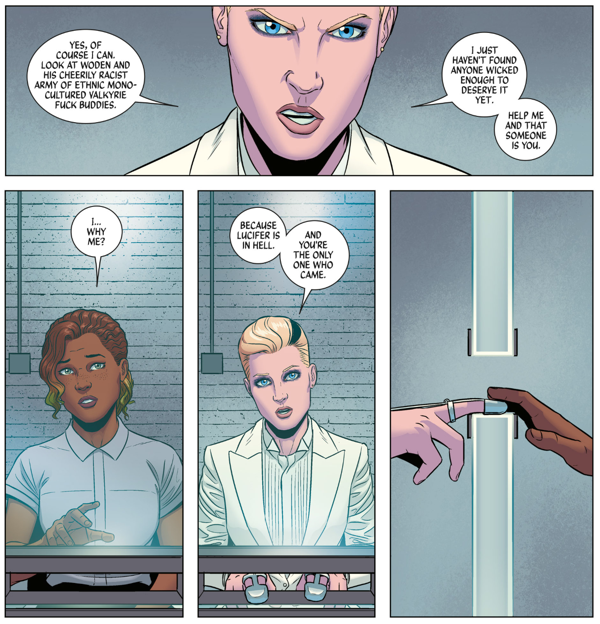 YES, OF
COURSE I CAN.
LOOK AT WODEN AND
HIS CHEERILY RACIST
ARMY OF ETHNIC MONO-
CULTURED VALKYRIE
FUCK BUDDIES.
I JUST
HAVEN'T FOUND
ANYONE WICKED
ENOUGH TO
DESERVE IT
YET.
HELP ME
AND THAT
SOMEONE
IS YOU.
I...
WHY
ME?
BECAUSE
LUCIFER IS
IN HELL.
AND
YOU'RE
THE ONLY
ONE WHO
CAME.